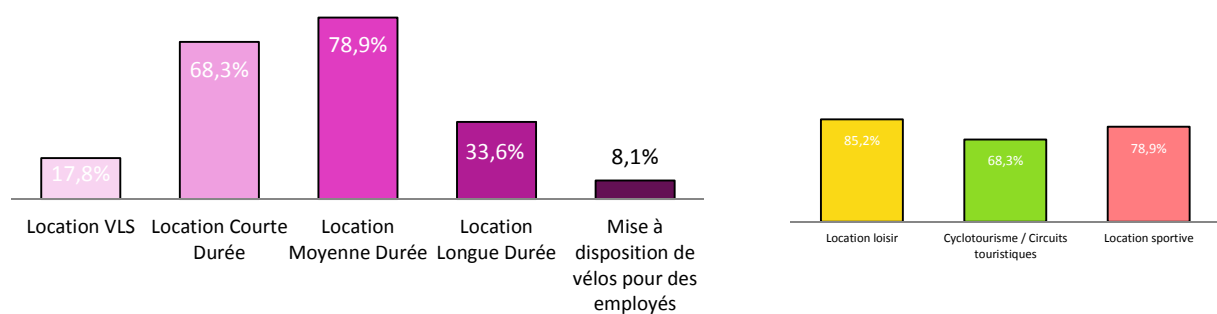 17,8%
68,3%
78,9%
33,6%
8,1%
Location VLS
Location Courte
Durée
Location
Moyenne Durée
Location
Longue Durée
Mise à
disposition de
vélos pour des
employés
85,2%
68,3%
78,9%
Location loisir
Cyclotourisme / Circuits
touristiques
Location sportive